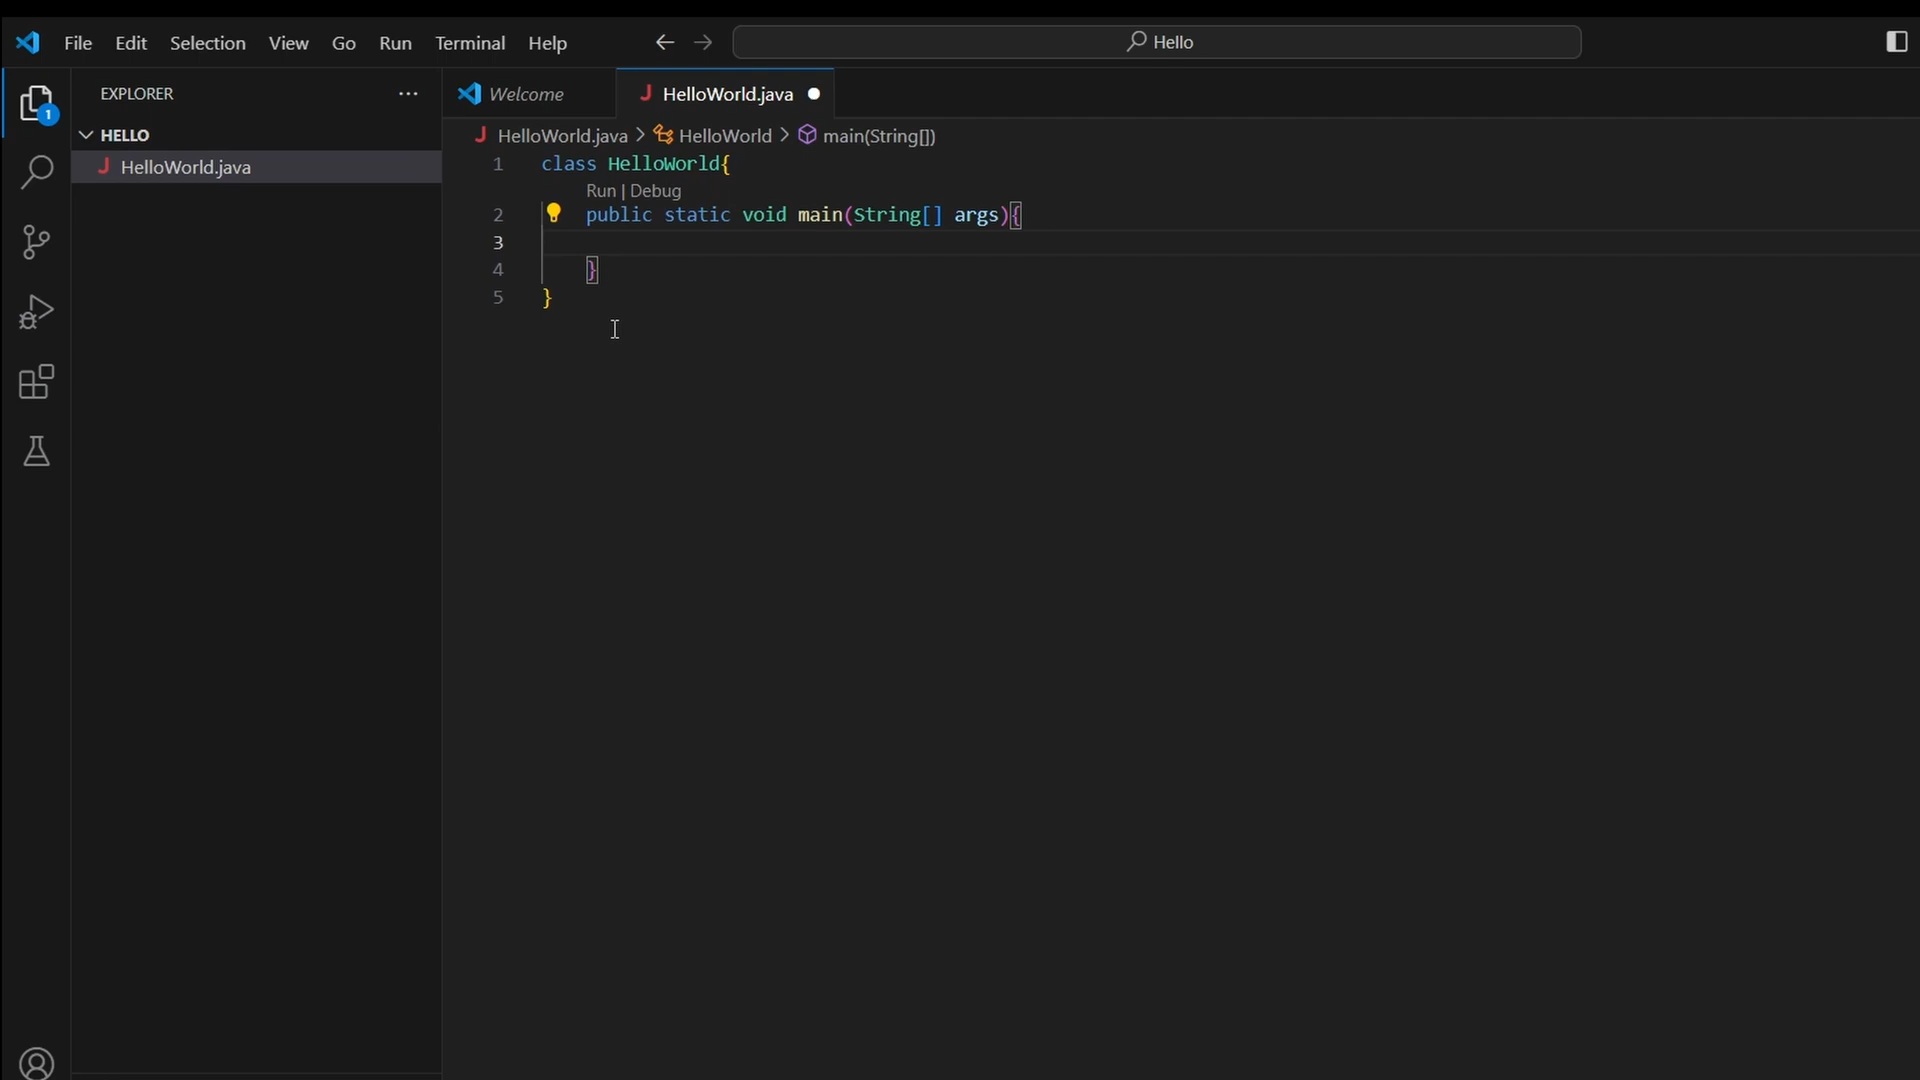 File Edit Selection View Go Run Terminal Help Hello
EXPLORER
Welcome HelloWorld.java
HELLO
HelloWorld.java
1
HelloWorld.java > HelloWorld > main(String[])
1 class HelloWorld{
Run | Debug
2 public static void main(String[] args){
3
4 }
5 }